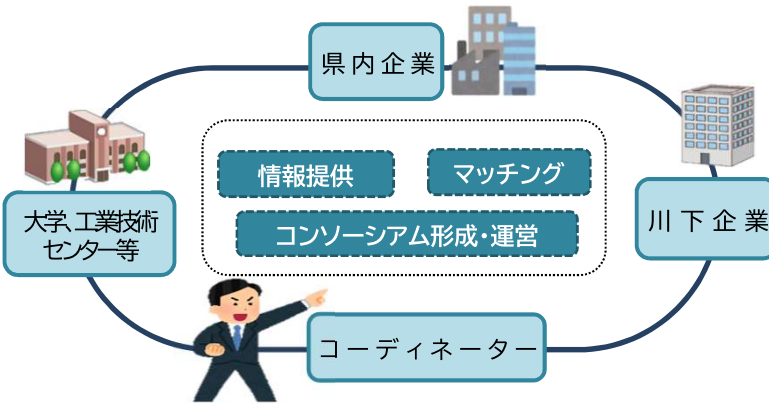 県内企業
情報提供
マッチング
大学、工業技術
センター等
川下企業
コンソーシアム形成・運営
コーディネーター